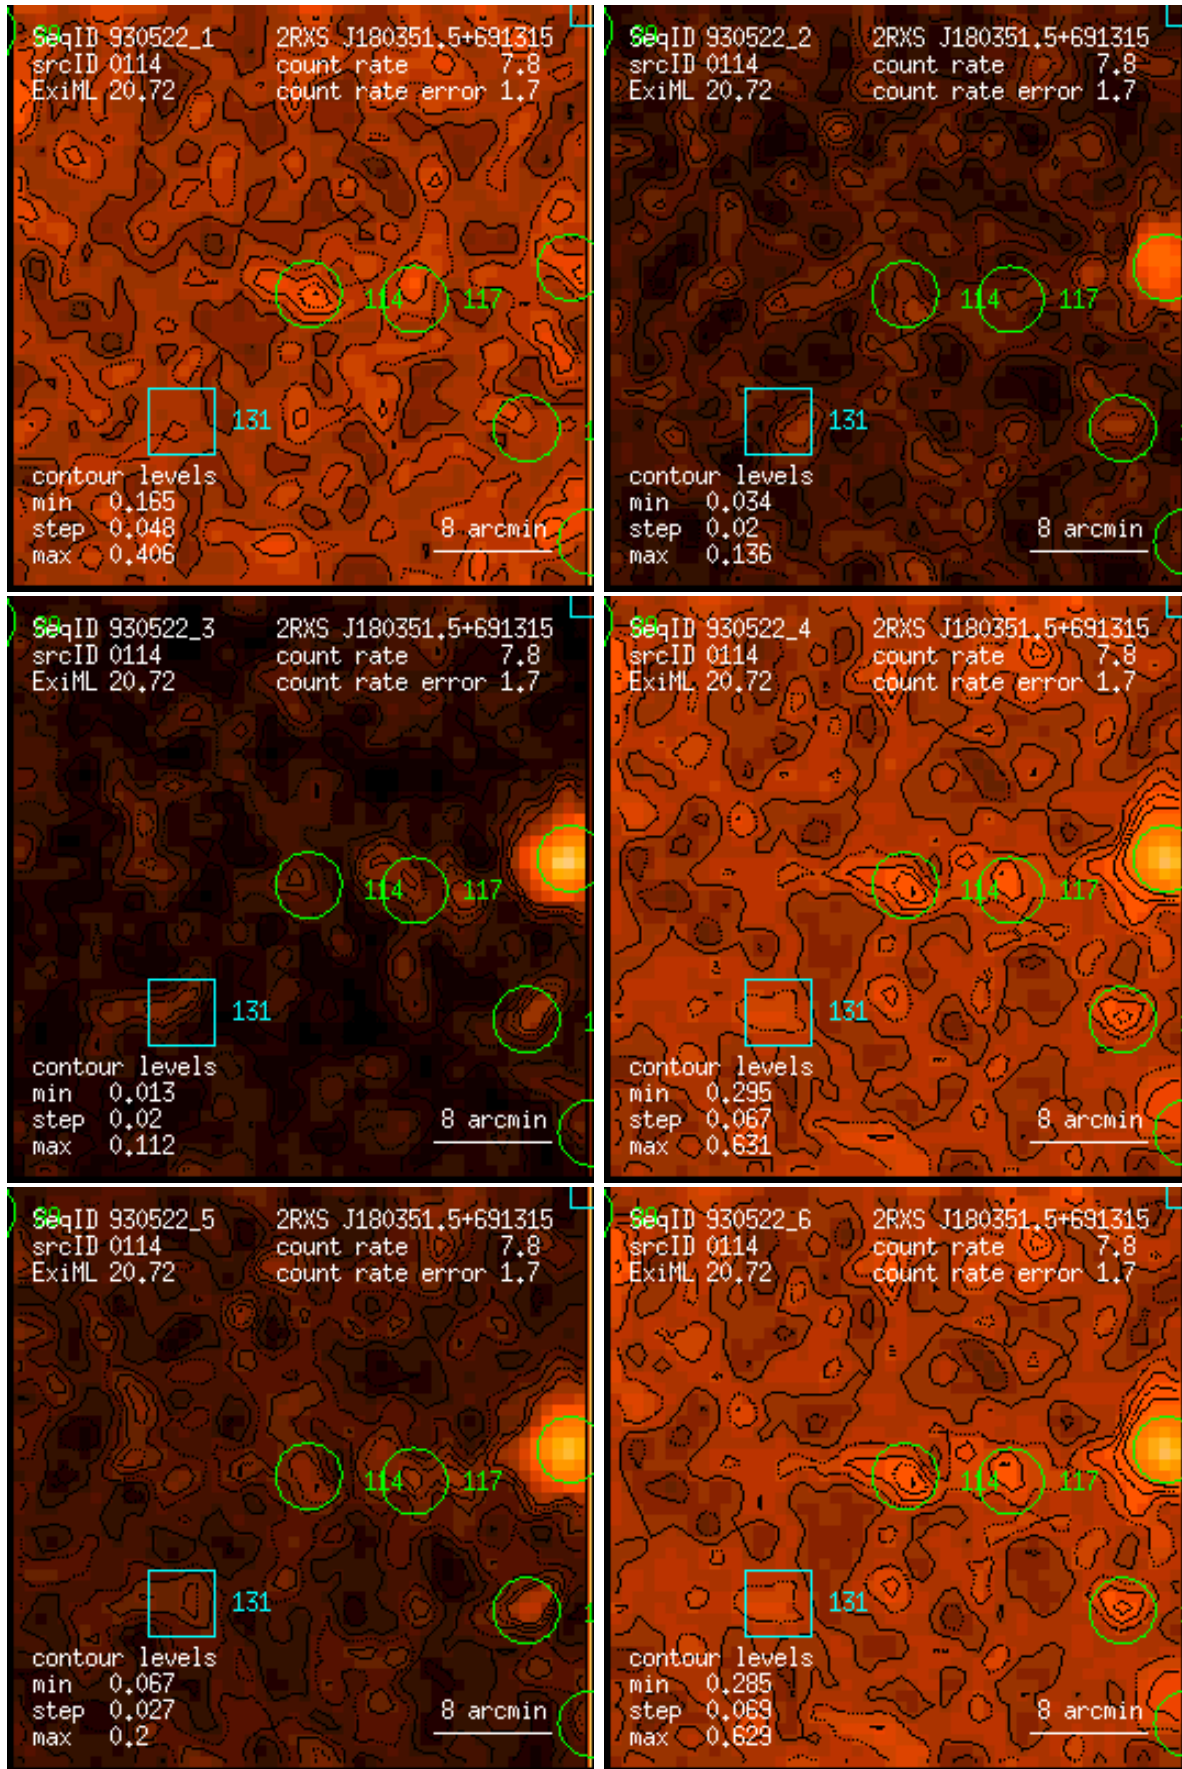 SeqID 930522_1 2RXS J180351.5+691315
srcID 0114 count rate 7.8
ExiML 20.72 count rate error 1.7
114 117
131
contour levels
min 0.165
step 0.048 8 arcmin
max 0.406
SeqID 930522_2 2RXS J180351.5+691315
srcID 0114 count rate 7.8
ExiML 20.72 count rate error 1.7
114 117
131
contour levels
min 0.034
step 0.02 8 arcmin
max 0.136
SeqID 930522_3 2RXS J180351.5+691315
srcID 0114 count rate 7.8
ExiML 20.72 count rate error 1.7
114 117
131
contour levels
min 0.013
step 0.02 8 arcmin
max 0.112
SeqID 930522_4 2RXS J180351.5+691315
srcID 0114 count rate 7.8
ExiML 20.72 count rate error 1.7
114 117
131
contour levels
min 0.295
step 0.067 8 arcmin
max 0.631
SeqID 930522_5 2RXS J180351.5+691315
srcID 0114 count rate 7.8
ExiML 20.72 count rate error 1.7
114 117
131
contour levels
min 0.067
step 0.027 8 arcmin
max 0.2
SeqID 930522_6 2RXS J180351.5+691315
srcID 0114 count rate 7.8
ExiML 20.72 count rate error 1.7
114 117
131
contour levels
min 0.285
step 0.069 8 arcmin
max 0.629